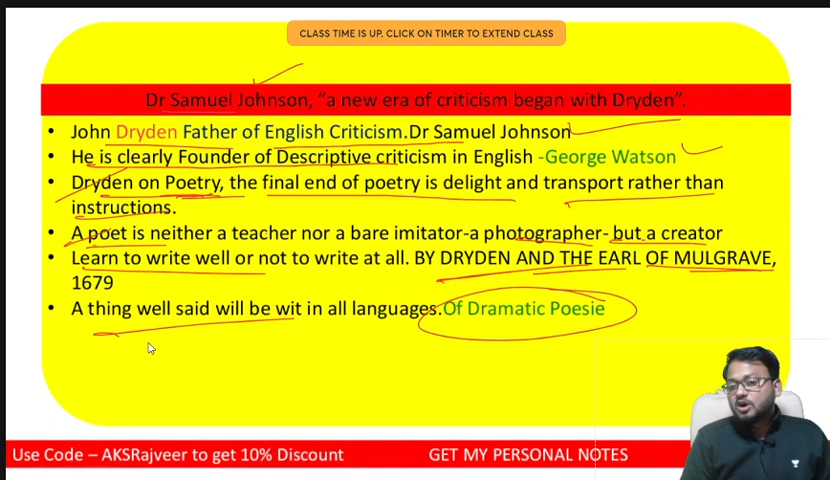 CLASS TIME IS UP. CLICK ON TIMER TO EXTEND CLASS
Dr Samuel Johnson, “a new era of criticism began with Dryden”.
• John Dryden Father of English Criticism.Dr Samuel Johnson
• He is clearly Founder of Descriptive criticism in English -George Watson
• Dryden on Poetry, the final end of poetry is delight and transport rather than
instructions.
• A poet is neither a teacher nor a bare imitator-a photographer- but a creator
• Learn to write well or not to write at all. BY DRYDEN AND THE EARL OF MULGRAVE,
1679
• A thing well said will be wit in all languages.Of Dramatic Poesie
Use Code – AKSRajveer to get 10% Discount
GET MY PERSONAL NOTES